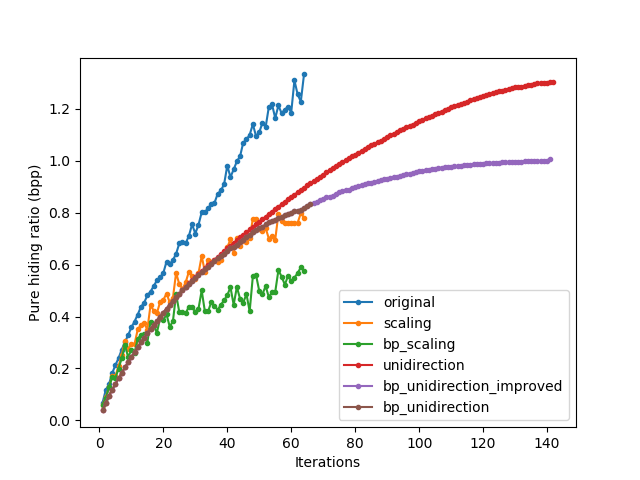 1.2
1.0
0.8
0.6
0.4
0.2
0.0
Pure hiding ratio (bpp)
original
scaling
bp_scaling
unidirection
bp_unidirection_improved
bp_unidirection
0 20 40 60 80 100 120 140
Iterations